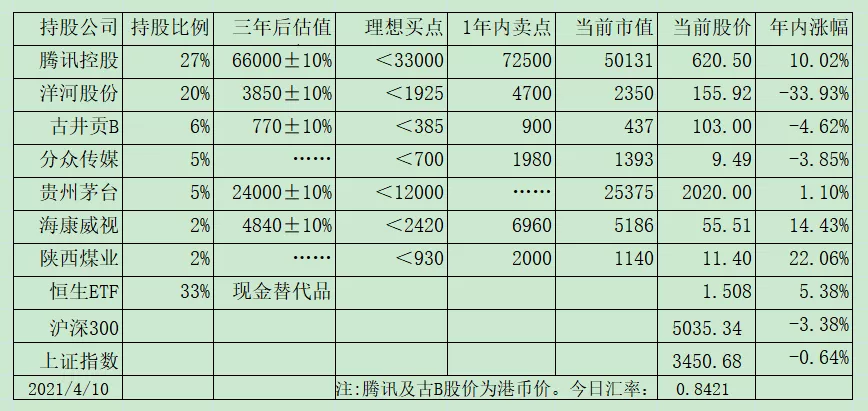 持股公司 持股比例 三年后估值 理想买点 1年内卖点 当前市值 当前股价 年内涨幅
腾讯控股 27% 66000±10% ＜33000 72500 50131 620.50 10.02%
洋河股份 20% 3850±10% ＜1925 4700 2350 155.92 -33.93%
古井贡B 6% 770±10% ＜385 900 437 103.00 -4.62%
分众传媒 5% …… ＜700 1980 1393 9.49 -3.85%
贵州茅台 5% 24000±10% ＜12000 …… 25375 2020.00 1.10%
海康威视 2% 4840±10% ＜2420 6960 5186 55.51 14.43%
陕西煤业 2% …… ＜930 2000 1140 11.40 22.06%
恒生ETF 33% 现金替代品 1.508 5.38%
沪深300 5035.34 -3.38%
上证指数 3450.68 -0.64%
2021/4/10 注:腾讯及古B股价为港币价。今日汇率： 0.8421